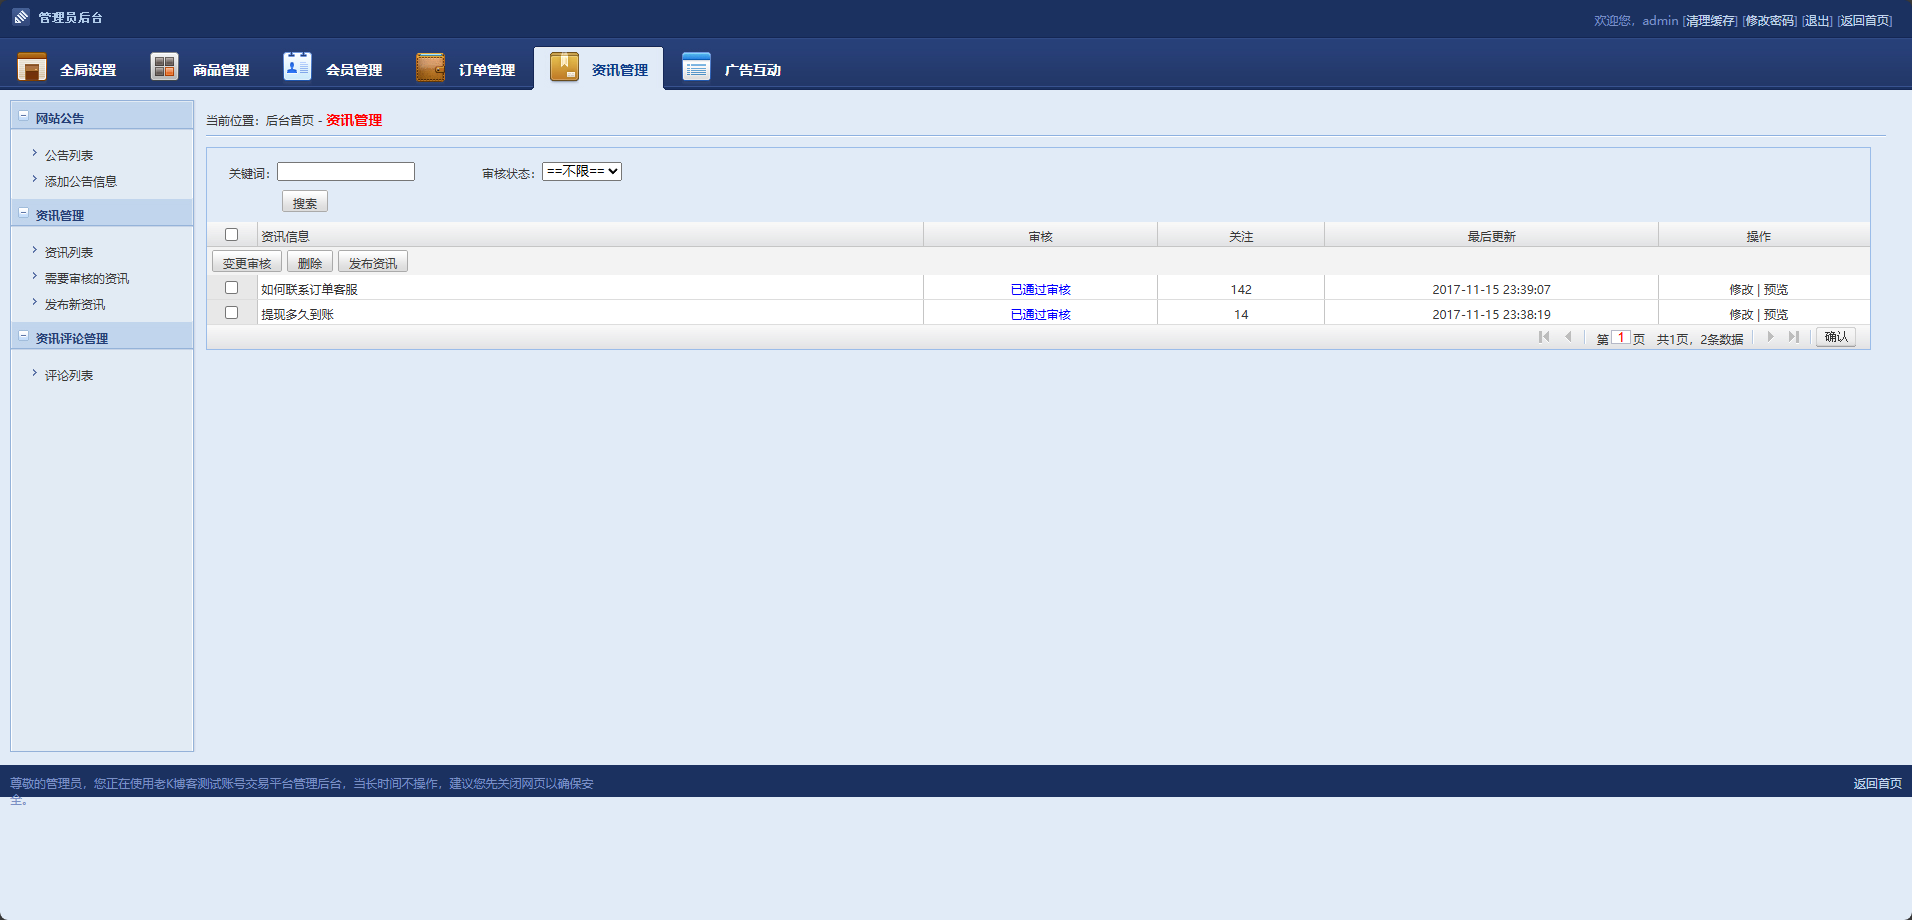 管理员后台
欢迎您，admin [清理缓存] [修改密码] [退出] [返回首页]
全局设置 商品管理 会员管理 订单管理 资讯管理 广告互动
网站公告
公告列表
添加公告信息
资讯管理
资讯列表
需要审核的资讯
发布新资讯
资讯评论管理
评论列表
当前位置：后台首页 - 资讯管理
关键词： 审核状态： ==不限==
搜索
资讯信息 审核 关注 最后更新 操作
变更审核 删除 发布资讯
如何联系订单客服 已通过审核 142 2017-11-15 23:39:07 修改 | 预览
提现多久到账 已通过审核 14 2017-11-15 23:38:19 修改 | 预览
第 1 页 共1页，2条数据 确认
尊敬的管理员，您正在使用老K博客测试账号交易平台管理后台，当长时间不操作，建议您先关闭网页以确保安
全。
返回首页